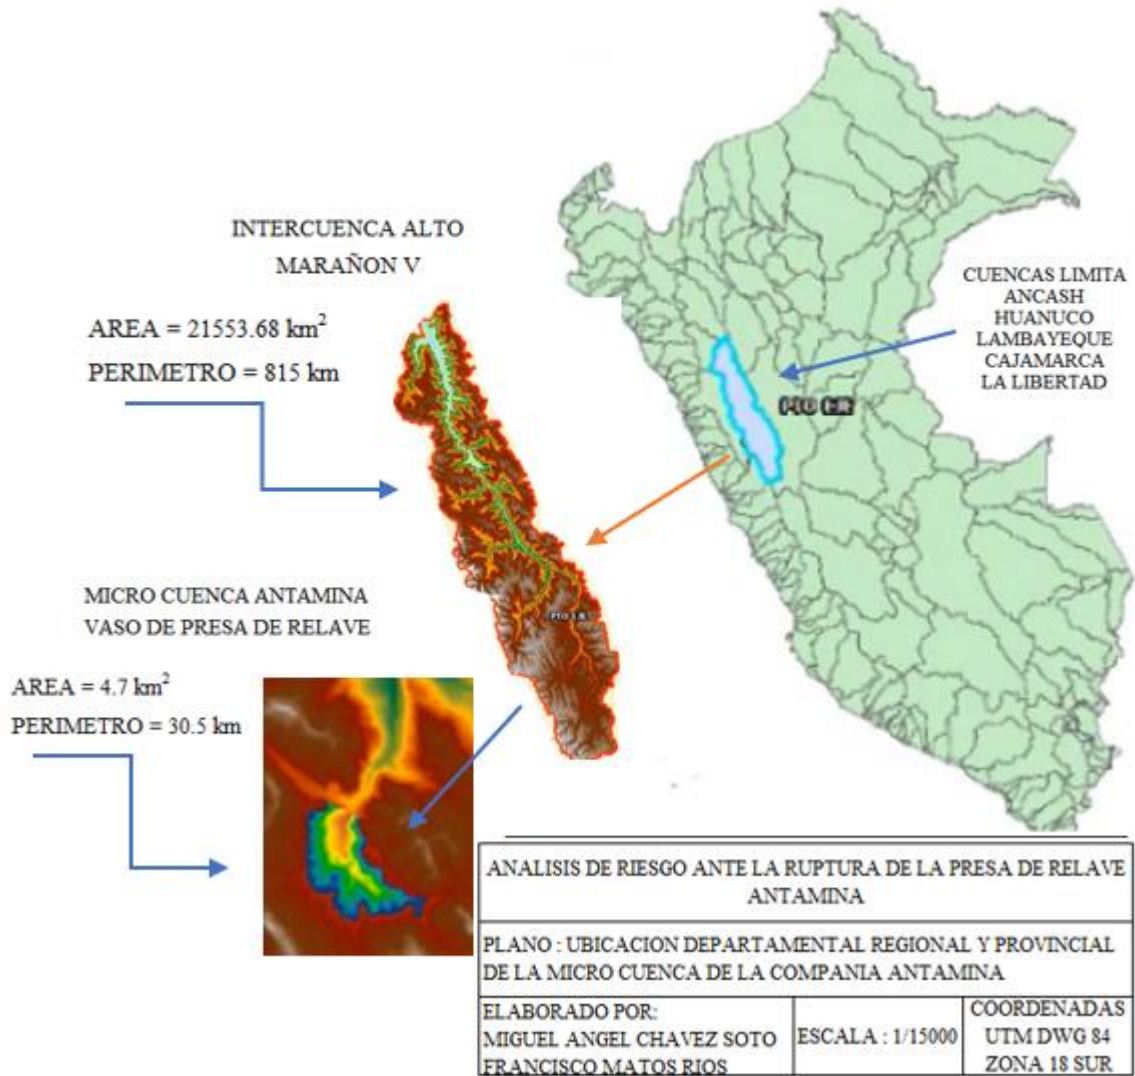 INTERCUENCA ALTO
MARAÑON V
AREA = 21553.68 km²
PERIMETRO = 815 km
CUENCAS LIMITA
ANCASH
HUANUCO
LAMBAYEQUE
CAJAMARCA
LA LIBERTAD
MICRO CUENCA ANTAMINA
VASO DE PRESA DE RELAVE
AREA = 4.7 km²
PERIMETRO = 30.5 km
ANALISIS DE RIESGO ANTE LA RUPTURA DE LA PRESA DE RELAVE
ANTAMINA
PLANO : UBICACION DEPARTAMENTAL REGIONAL Y PROVINCIAL
DE LA MICRO CUENCA DE LA COMPANIA ANTAMINA
ELABORADO POR:
MIGUEL ANGEL CHAVEZ SOTO
FRANCISCO MATOS RIOS
ESCALA : 1/15000
COORDENADAS
UTM DWG 84
ZONA 18 SUR